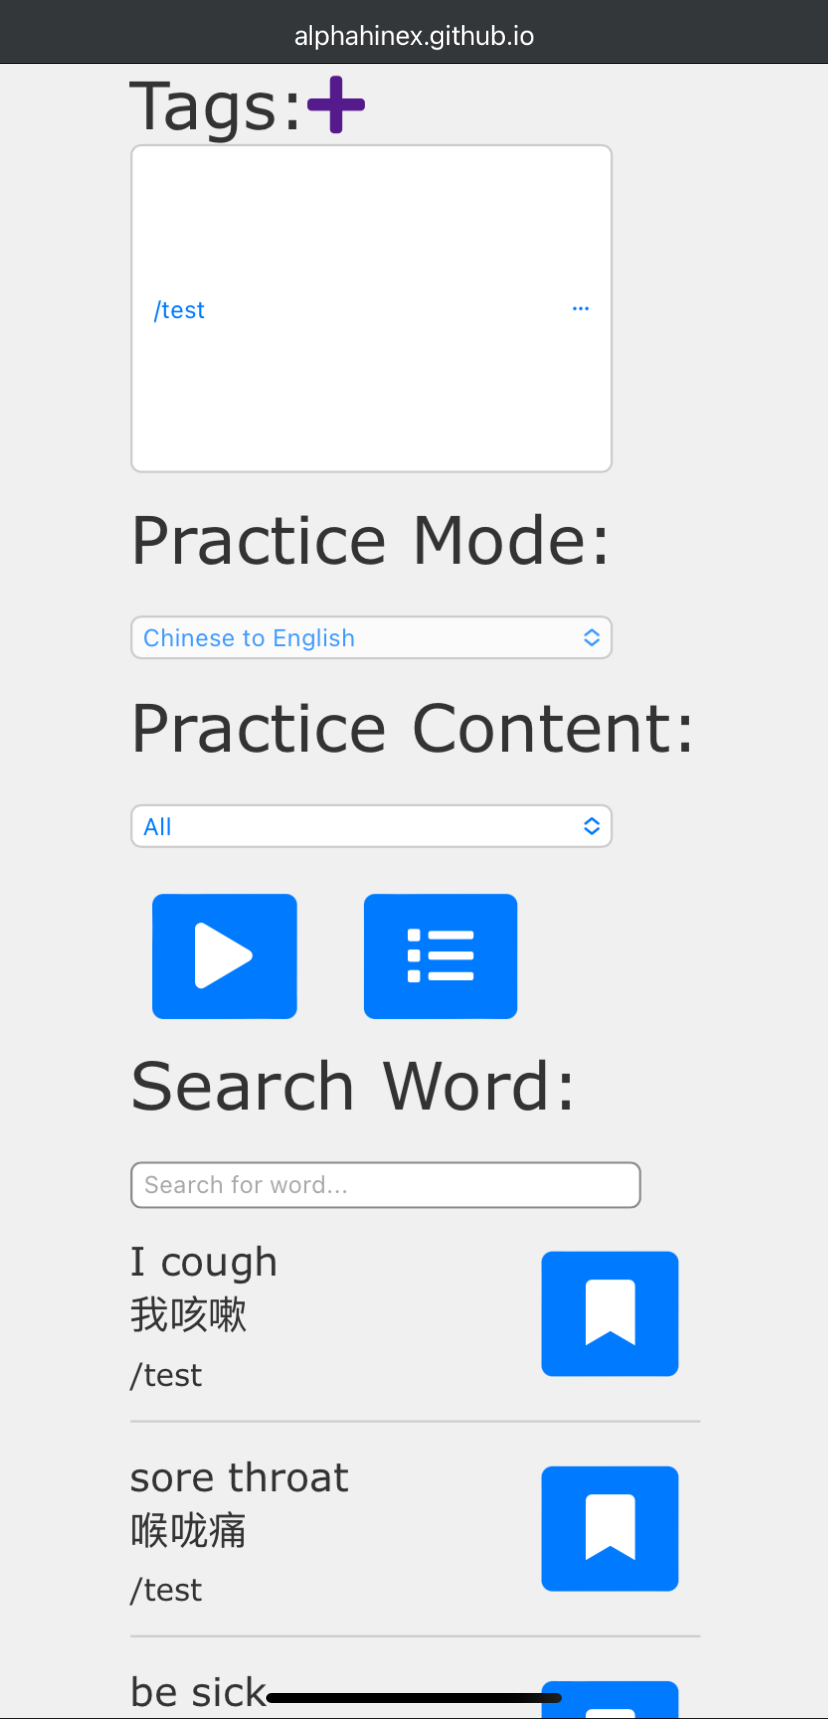 alphahinex.github.io
Tags:
/test
...
Practice Mode:
Chinese to English
Practice Content:
All
Search Word:
Search for word...
I cough
我咳嗽
/test
sore throat
喉咙痛
/test
be sick